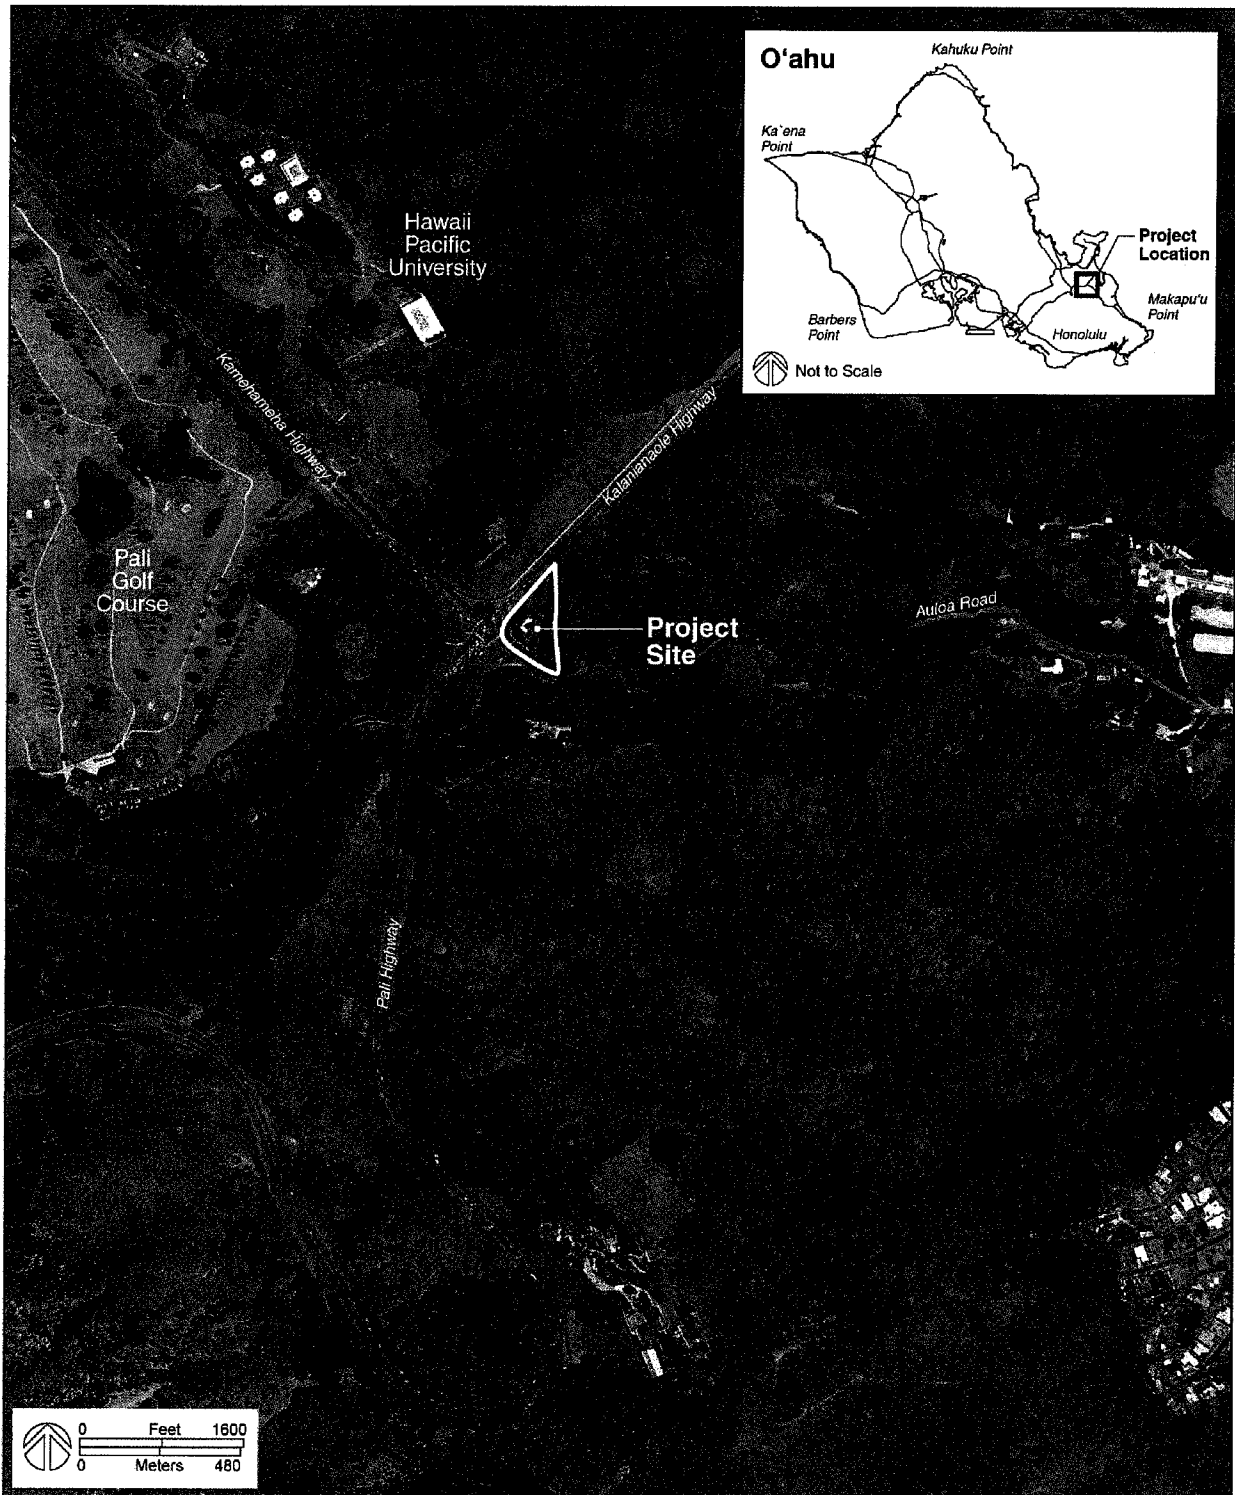 O‘ahu
Kahuku Point
Ka`ena
Point
Project
Location
Makapu‘u
Point
Barbers
Point
Honolulu
Not to Scale
Hawaii
Pacific
University
Kamehameha Highway
Kalanianaole Highway
Pali
Golf
Course
Auloa Road
Project
Site
Pali Highway
0 Feet 1600
0 Meters 480